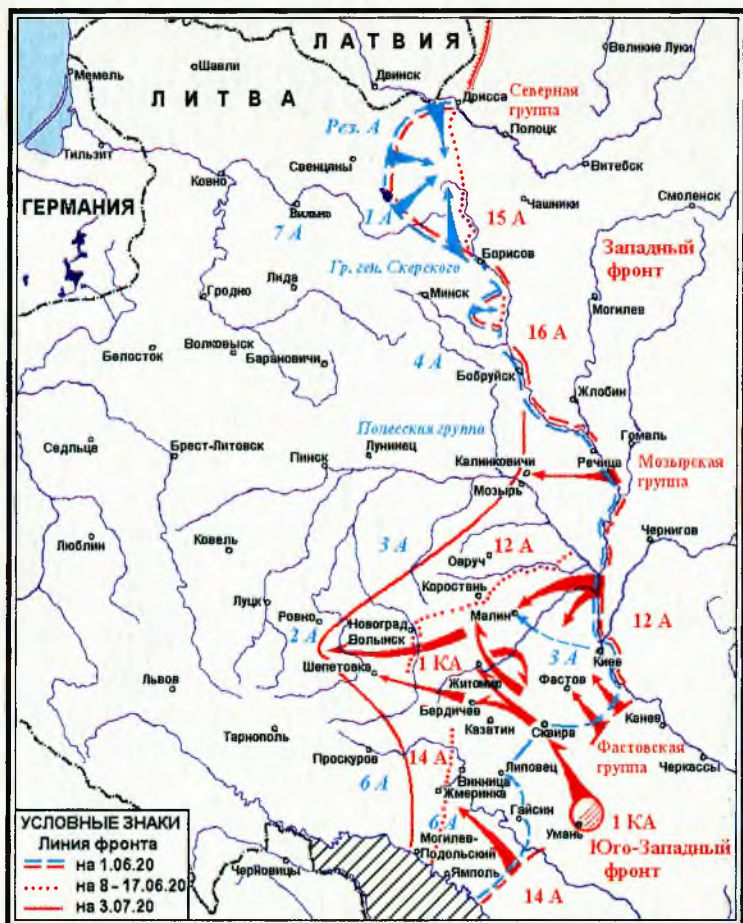 ЛАТВИЯ
Великие Луки
Шавли
Двинск
Мемель
ЛИТВА
Дрисса
Северная
группа
Рез. А
Полоцк
Тильзит
Свенцяны
Витебск
Ковно
Смоленск
ГЕРМАНИЯ
Вильно
1 А
Чашники
7 А
15 А
Борисов
Западный
фронт
Гр. ген. Скерского
Лида
Минск
Гродно
Могилев
16 А
Волковыск
Белосток
Барановичи
4 А
Бобруйск
Жлобин
Полесская группа
Гомель
Седльце
Брест-Литовск
Лунинец
Калинковичи
Речица
Пинск
Мозырская
группа
Мозырь
Чернигов
Люблин
Ковель
3 А
12 А
Овруч
Коростень
Луцк
Малин
Ровно
Новоград
Волынск
12 А
2 А
3 А
Киев
1 КА
Шепетовка
Житомир
Фастов
Львов
Бердичев
Канев
Казатин
Сквира
Тарнополь
Фастовская
группа
Черкассы
Проскуров
14 А
Липовец
Винница
6 А
Жмеринка
Гайсин
УСЛОВНЫЕ ЗНАКИ
6 А
Умань
1 КА
Линия фронта
Могилев-
Подольский
Юго-Западный
фронт
на 1.06.20
на 8 - 17.06.20
Черновицы
Ямполь
14 А
на 3.07.20